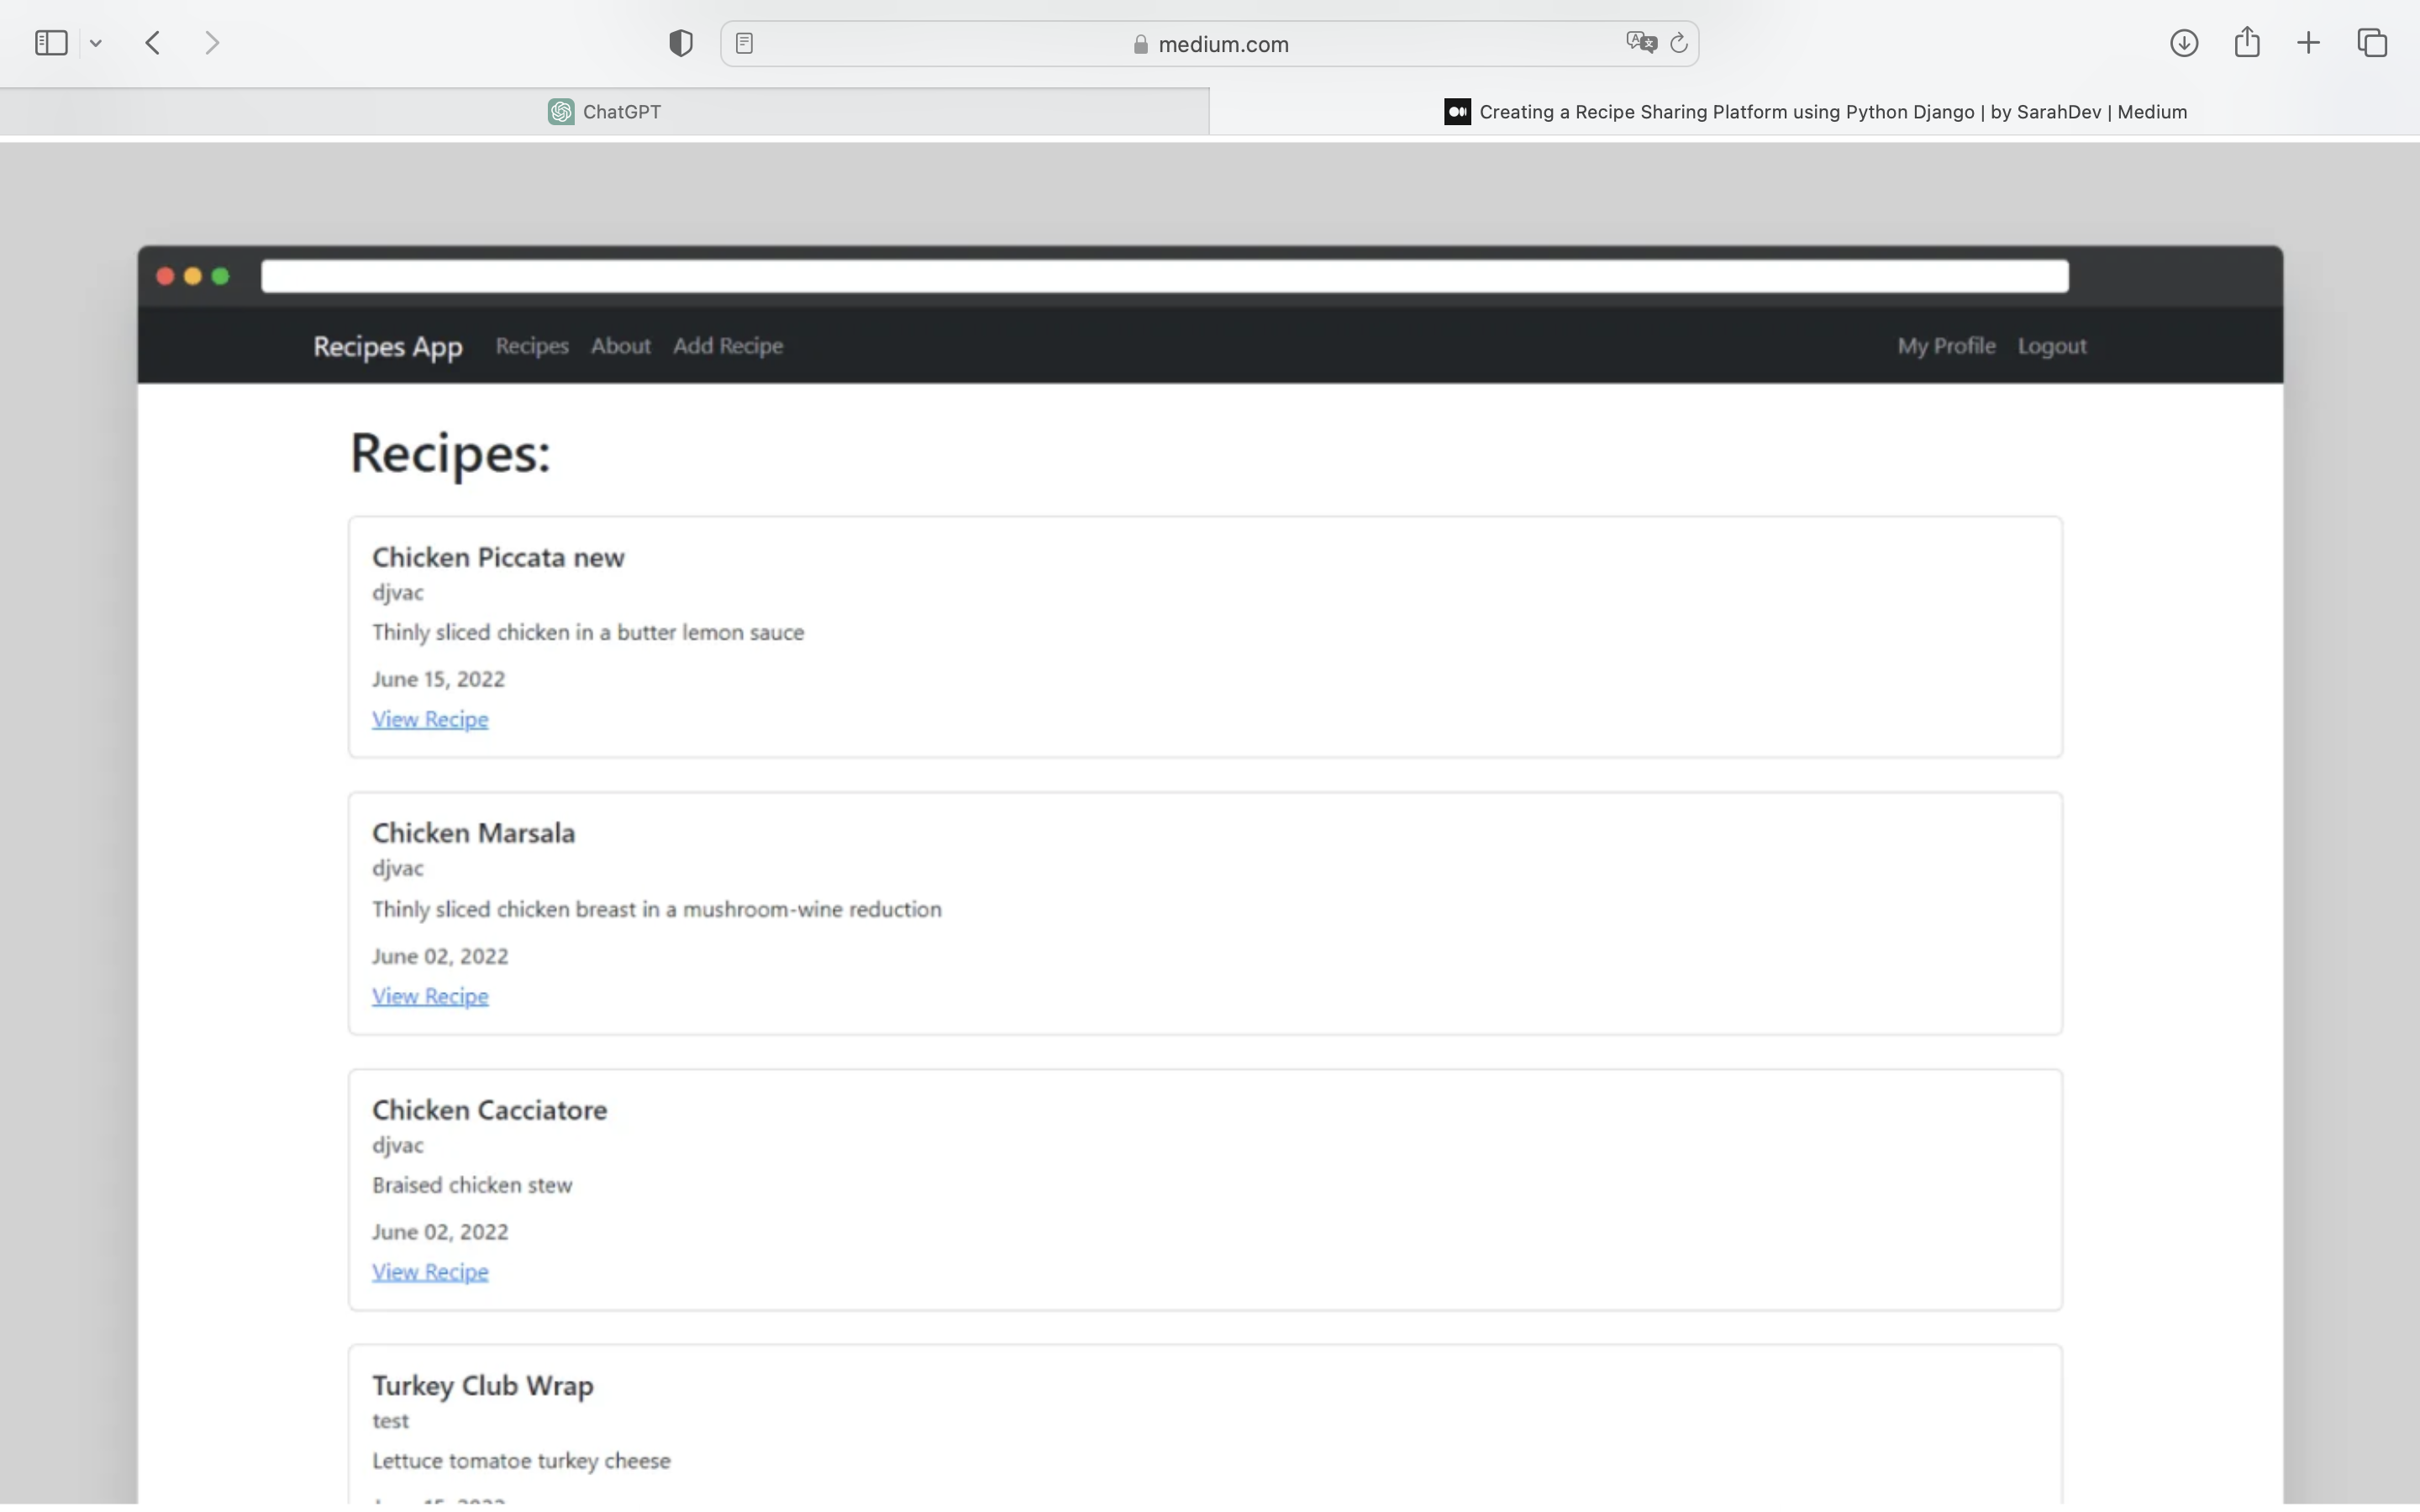 medium.com
ChatGPT
Creating a Recipe Sharing Platform using Python Django | by SarahDev | Medium
Recipes App Recipes About Add Recipe My Profile Logout
Recipes:
Chicken Piccata new
djvac
Thinly sliced chicken in a butter lemon sauce
June 15, 2022
View Recipe
Chicken Marsala
djvac
Thinly sliced chicken breast in a mushroom-wine reduction
June 02, 2022
View Recipe
Chicken Cacciatore
djvac
Braised chicken stew
June 02, 2022
View Recipe
Turkey Club Wrap
test
Lettuce tomatoe turkey cheese